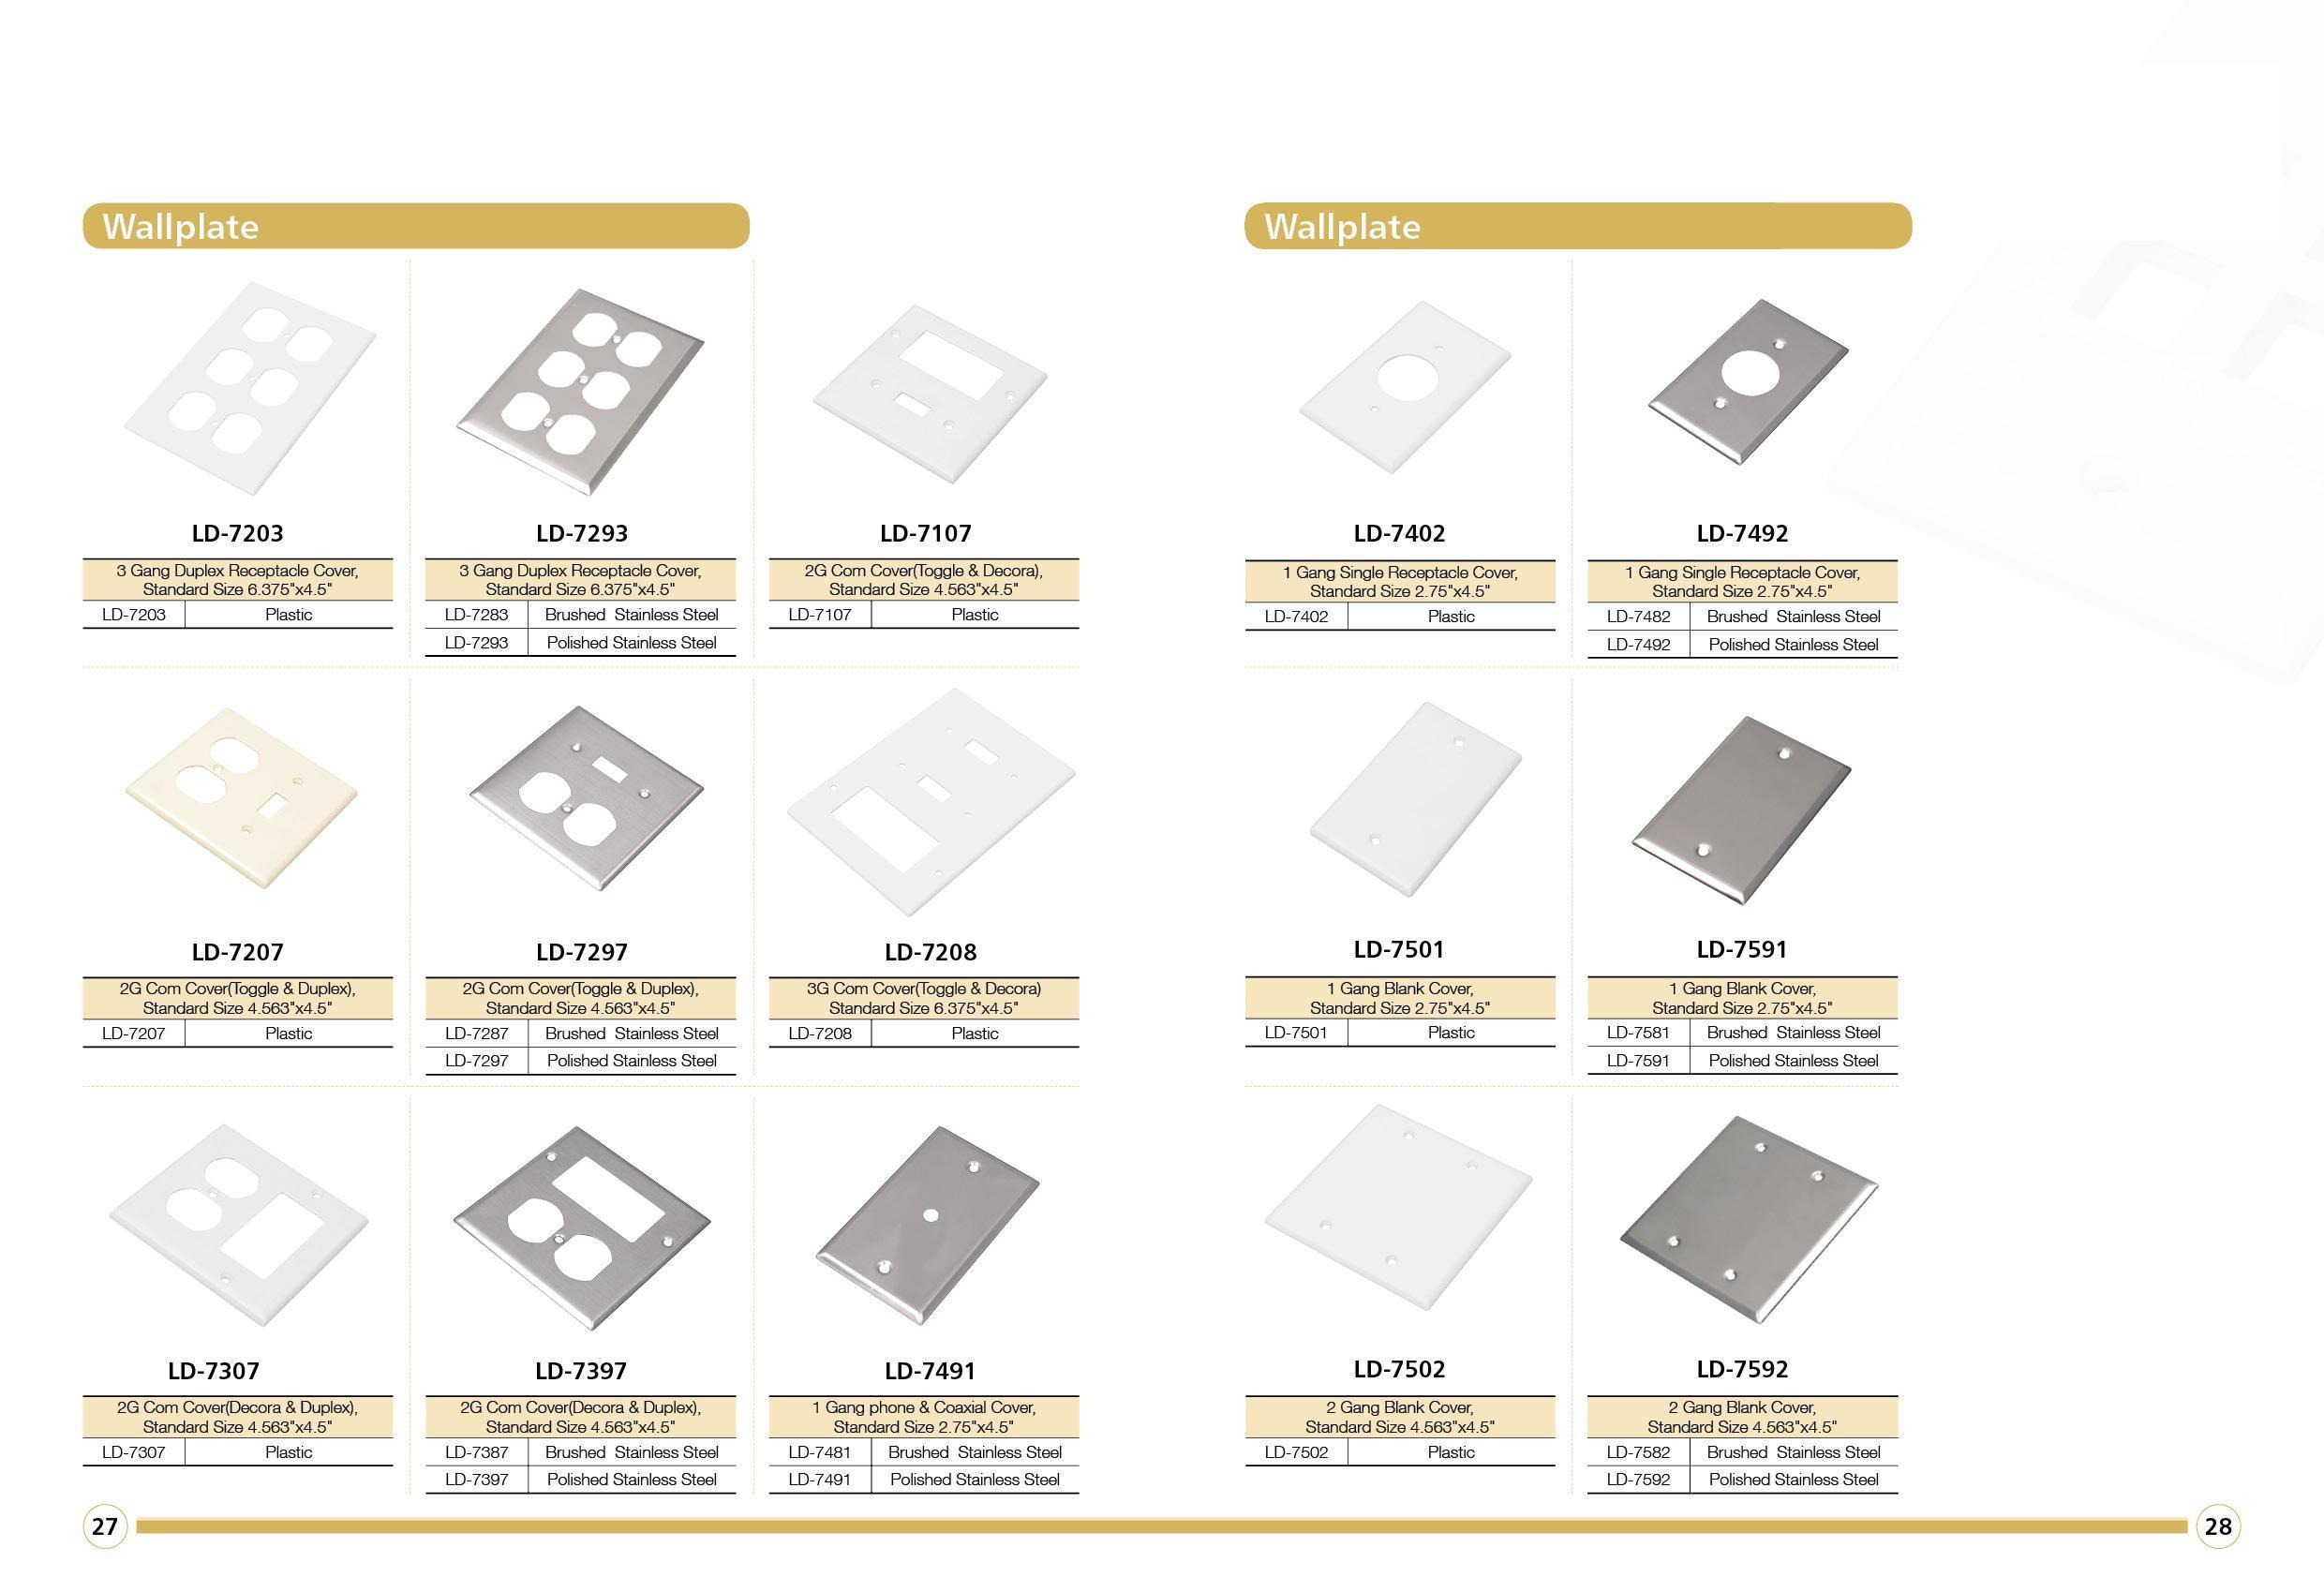 Wallplate
LD-7203
3 Gang Duplex Receptacle Cover,
Standard Size 6.375"x4.5"
LD-7203 Plastic
LD-7293
3 Gang Duplex Receptacle Cover,
Standard Size 6.375"x4.5"
LD-7283 Brushed Stainless Steel
LD-7293 Polished Stainless Steel
LD-7107
2G Com Cover(Toggle & Decora),
Standard Size 4.563"x4.5"
LD-7107 Plastic
LD-7207
2G Com Cover(Toggle & Duplex),
Standard Size 4.563"x4.5"
LD-7207 Plastic
LD-7297
2G Com Cover(Toggle & Duplex),
Standard Size 4.563"x4.5"
LD-7287 Brushed Stainless Steel
LD-7297 Polished Stainless Steel
LD-7208
3G Com Cover(Toggle & Decora)
Standard Size 6.375"x4.5"
LD-7208 Plastic
LD-7307
2G Com Cover(Decora & Duplex),
Standard Size 4.563"x4.5"
LD-7307 Plastic
LD-7397
2G Com Cover(Decora & Duplex),
Standard Size 4.563"x4.5"
LD-7387 Brushed Stainless Steel
LD-7397 Polished Stainless Steel
LD-7491
1 Gang phone & Coaxial Cover,
Standard Size 2.75"x4.5"
LD-7481 Brushed Stainless Steel
LD-7491 Polished Stainless Steel
27
Wallplate
LD-7402
1 Gang Single Receptacle Cover,
Standard Size 2.75"x4.5"
LD-7402 Plastic
LD-7492
1 Gang Single Receptacle Cover,
Standard Size 2.75"x4.5"
LD-7482 Brushed Stainless Steel
LD-7492 Polished Stainless Steel
LD-7501
1 Gang Blank Cover,
Standard Size 2.75"x4.5"
LD-7501 Plastic
LD-7591
1 Gang Blank Cover,
Standard Size 2.75"x4.5"
LD-7581 Brushed Stainless Steel
LD-7591 Polished Stainless Steel
LD-7502
2 Gang Blank Cover,
Standard Size 4.563"x4.5"
LD-7502 Plastic
LD-7592
2 Gang Blank Cover,
Standard Size 4.563"x4.5"
LD-7582 Brushed Stainless Steel
LD-7592 Polished Stainless Steel
28